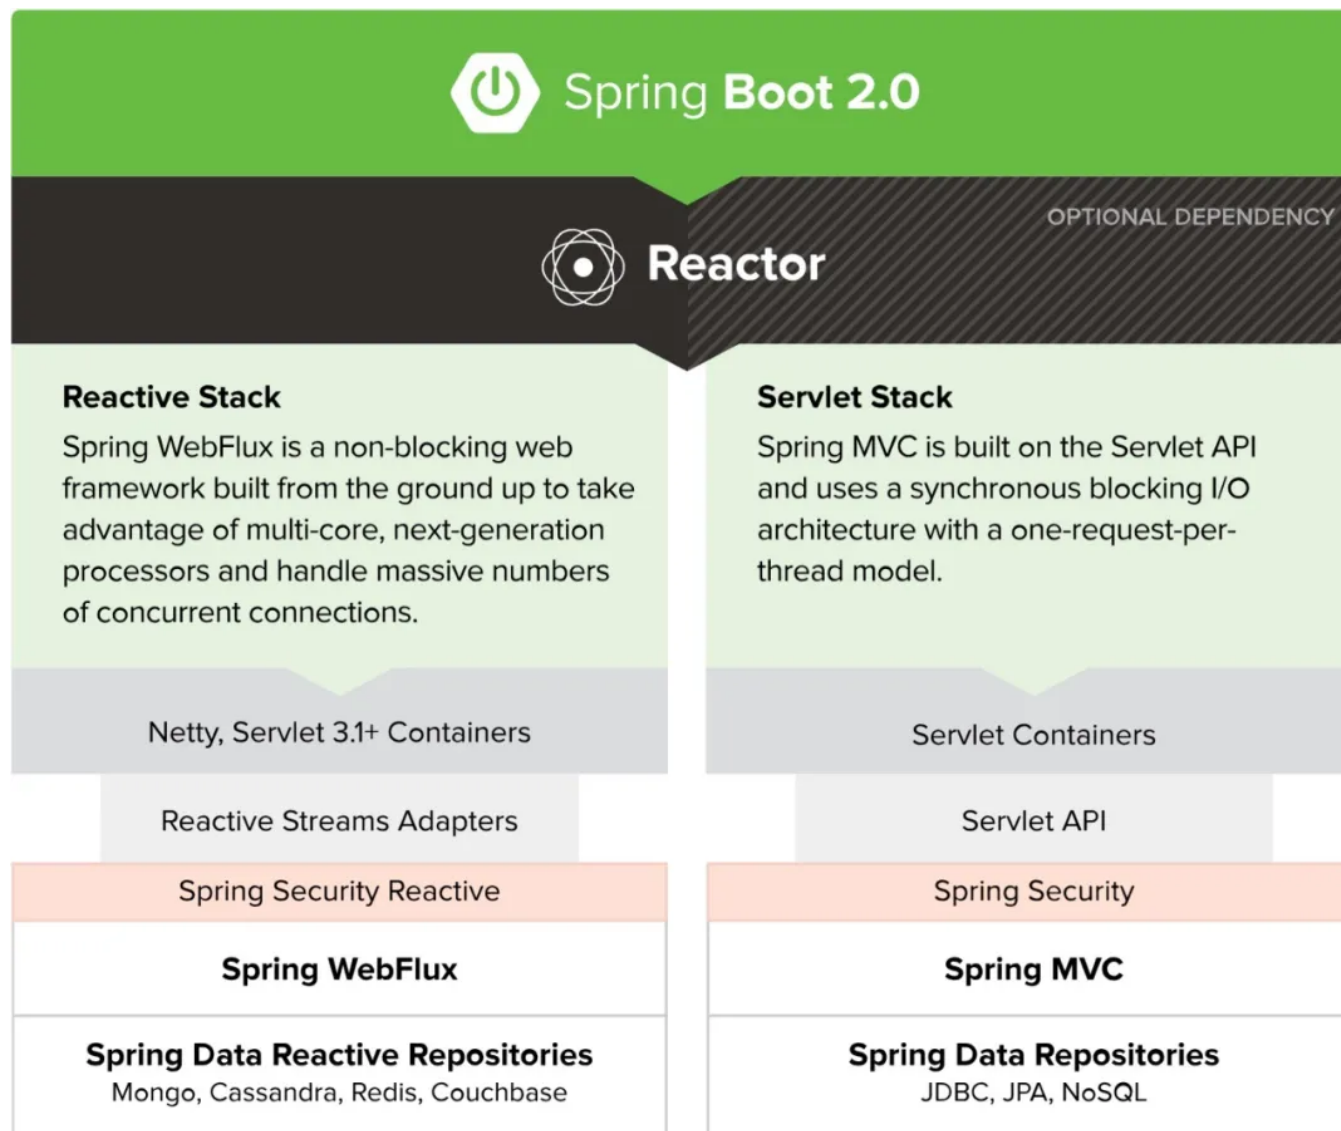 Spring Boot 2.0
OPTIONAL DEPENDENCY
Reactor
Reactive Stack
Spring WebFlux is a non-blocking web
framework built from the ground up to take
advantage of multi-core, next-generation
processors and handle massive numbers
of concurrent connections.
Netty, Servlet 3.1+ Containers
Reactive Streams Adapters
Spring Security Reactive
Spring WebFlux
Spring Data Reactive Repositories
Mongo, Cassandra, Redis, Couchbase
Servlet Stack
Spring MVC is built on the Servlet API
and uses a synchronous blocking I/O
architecture with a one-request-per-
thread model.
Servlet Containers
Servlet API
Spring Security
Spring MVC
Spring Data Repositories
JDBC, JPA, NoSQL